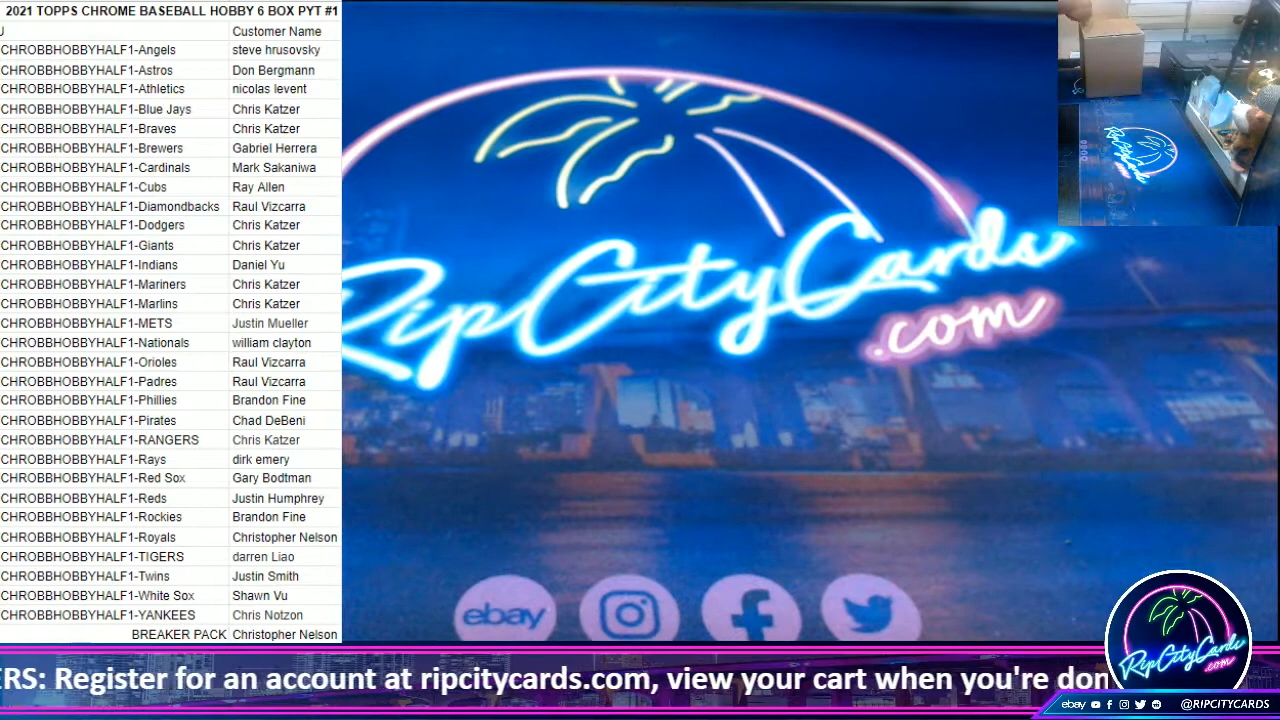 2021 TOPPS CHROME BASEBALL HOBBY 6 BOX PYT #1
Customer Name
CHROBBHOBBYHALF1-Angels steve hrusovsky
CHROBBHOBBYHALF1-Astros Don Bergmann
CHROBBHOBBYHALF1-Athletics nicolas levent
CHROBBHOBBYHALF1-Blue Jays Chris Katzer
CHROBBHOBBYHALF1-Braves Chris Katzer
CHROBBHOBBYHALF1-Brewers Gabriel Herrera
CHROBBHOBBYHALF1-Cardinals Mark Sakaniwa
CHROBBHOBBYHALF1-Cubs Ray Allen
CHROBBHOBBYHALF1-Diamondbacks Raul Vizcarra
CHROBBHOBBYHALF1-Dodgers Chris Katzer
CHROBBHOBBYHALF1-Giants Chris Katzer
CHROBBHOBBYHALF1-Indians Daniel Yu
CHROBBHOBBYHALF1-Mariners Chris Katzer
CHROBBHOBBYHALF1-Marlins Chris Katzer
CHROBBHOBBYHALF1-METS Justin Mueller
CHROBBHOBBYHALF1-Nationals william clayton
CHROBBHOBBYHALF1-Orioles Raul Vizcarra
CHROBBHOBBYHALF1-Padres Raul Vizcarra
CHROBBHOBBYHALF1-Phillies Brandon Fine
CHROBBHOBBYHALF1-Pirates Chad DeBeni
CHROBBHOBBYHALF1-RANGERS Chris Katzer
CHROBBHOBBYHALF1-Rays dirk emery
CHROBBHOBBYHALF1-Red Sox Gary Bodtman
CHROBBHOBBYHALF1-Reds Justin Humphrey
CHROBBHOBBYHALF1-Rockies Brandon Fine
CHROBBHOBBYHALF1-Royals Christopher Nelson
CHROBBHOBBYHALF1-TIGERS darren Liao
CHROBBHOBBYHALF1-Twins Justin Smith
CHROBBHOBBYHALF1-White Sox Shawn Vu
CHROBBHOBBYHALF1-YANKEES Chris Notzon
BREAKER PACK Christopher Nelson
RipCityCards
.com
ebay
RipCityCards
ERS: Register for an account at ripcitycards.com, view your cart when you're don
RipCityCards
.com
ebay @RIPCITYCARDS